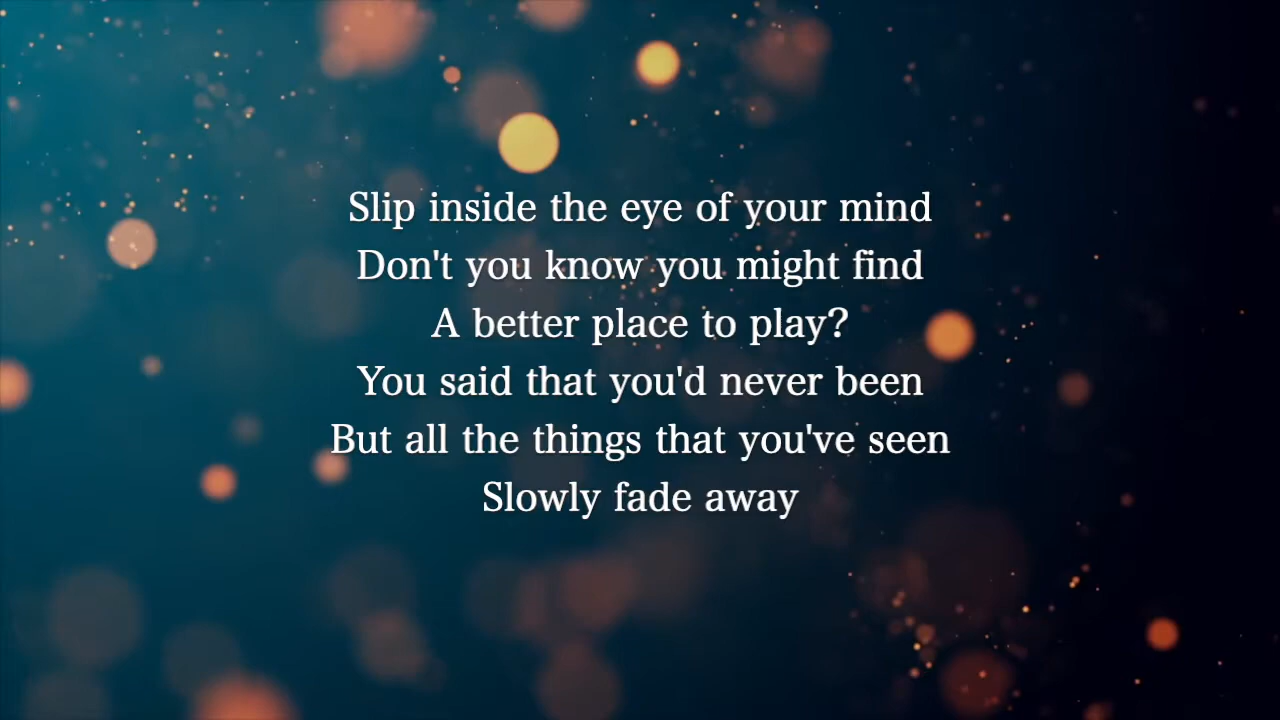 Slip inside the eye of your mind
Don't you know you might find
A better place to play?
You said that you'd never been
But all the things that you've seen
Slowly fade away